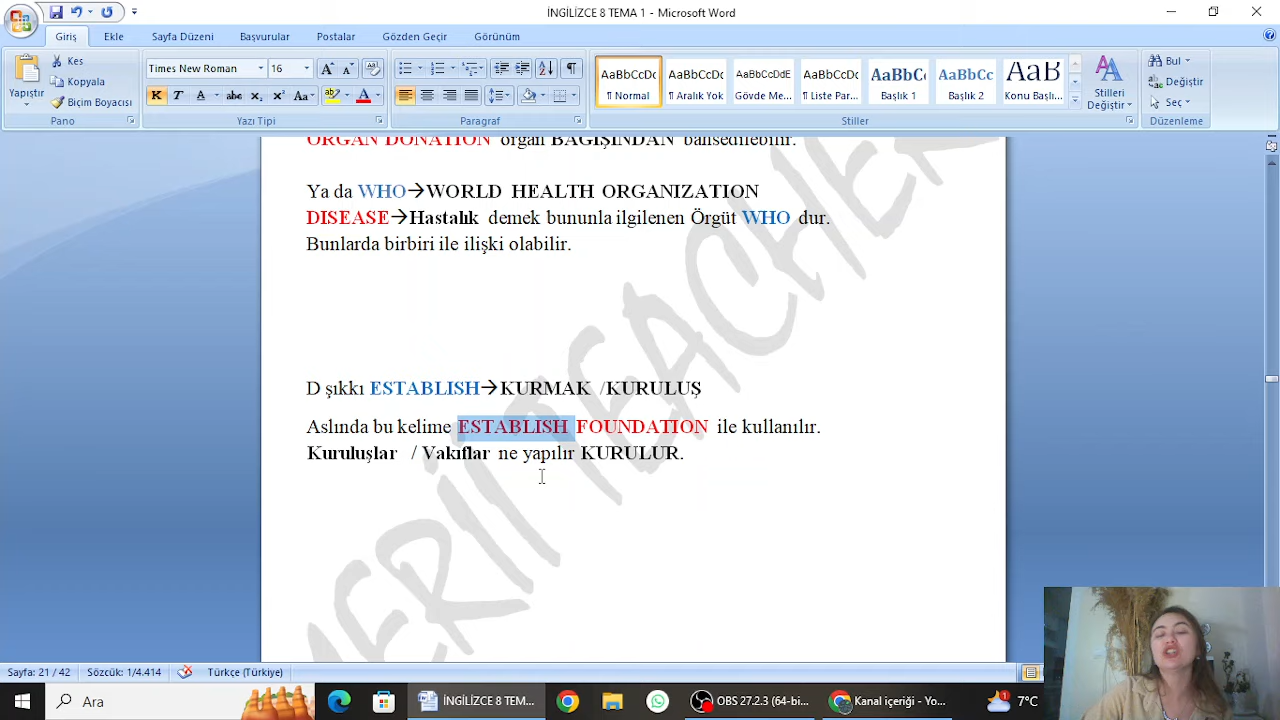 İNGİLİZCE 8 TEMA 1 - Microsoft Word
Giriş Ekle Sayfa Düzeni Başvurular Postalar Gözden Geçir Görünüm
Yapıştır
Kes
Kopyala
Biçim Boyacısı
Pano
Times New Roman 16
Yazı Tipi
Paragraf
AaBbCcDc AaBbCcDc AaBbCcDdE AaBbCcDc AaBbC AaBbCc AaB
¶ Normal ¶ Aralık Yok Gövde Me... ¶ Liste Par... Başlık 1 Başlık 2 Konu Başlı...
Stilleri Değiştir
Stiller
Bul
Değiştir
Seç
Düzenleme
ORGAN DONATION organ BAĞIŞINDAN bahsedilebilir.
Ya da WHO→WORLD HEALTH ORGANIZATION
DISEASE→Hastalık demek bununla ilgilenen Örgüt WHO dur.
Bunlarda birbiri ile ilişki olabilir.
D şıkkı ESTABLISH→KURMAK /KURULUŞ
Aslında bu kelime ESTABLISH FOUNDATION ile kullanılır.
Kuruluşlar / Vakıflar ne yapılır KURULUR.
MERİİ TEACHER
Sayfa: 21 / 42 Sözcük: 1/4.414 Türkçe (Türkiye)
Ara
İNGİLİZCE 8 TEM... OBS 27.2.3 (64-bi... Kanal içeriği - Yo... 7°C